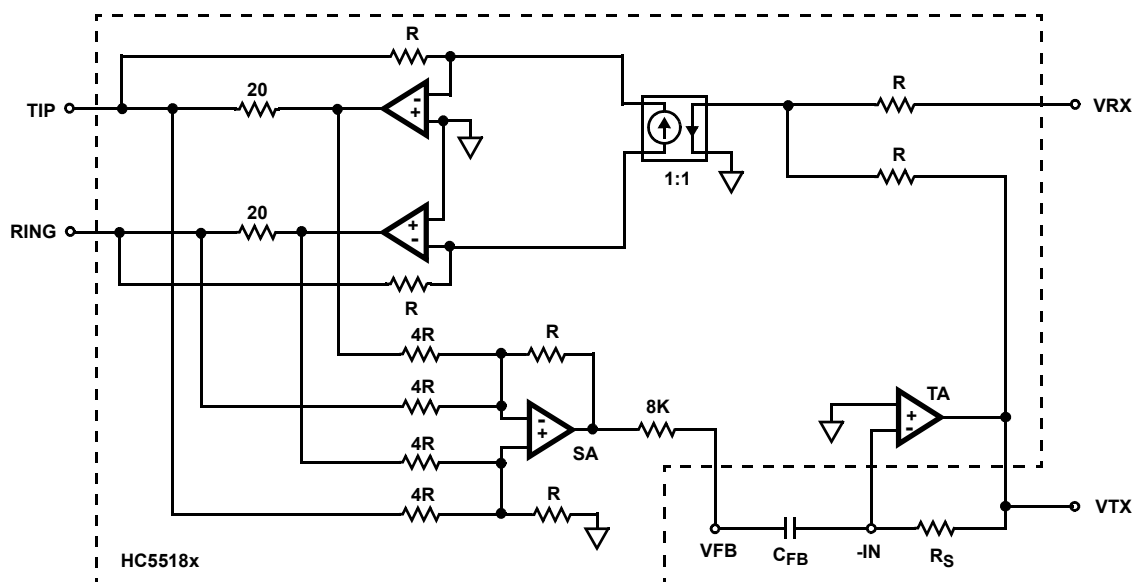 R
20
TIP
-
+
R
VRX
R
1:1
20
RING
+
-
R
4R
R
4R
-
+
SA
8K
TA
+
-
4R
4R
R
VTX
VFB
CFB
-IN
RS
HC5518x